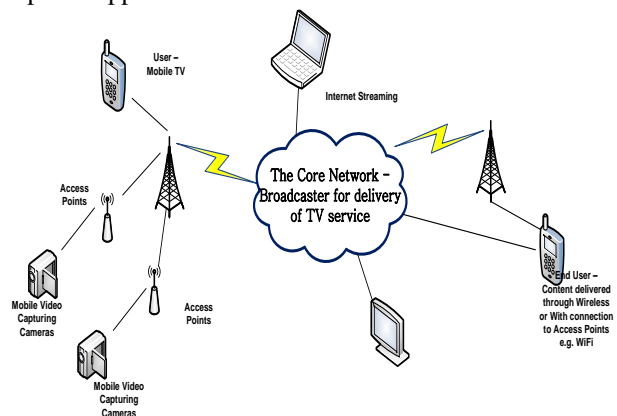 User –
Mobile TV
Internet Streaming
The Core Network –
Broadcaster for delivery
of TV service
Access
Points
Access
Points
Mobile Video
Capturing
Cameras
Mobile Video
Capturing
Cameras
End User –
Content delivered
through Wireless
or With connection
to Access Points
e.g. WiFi